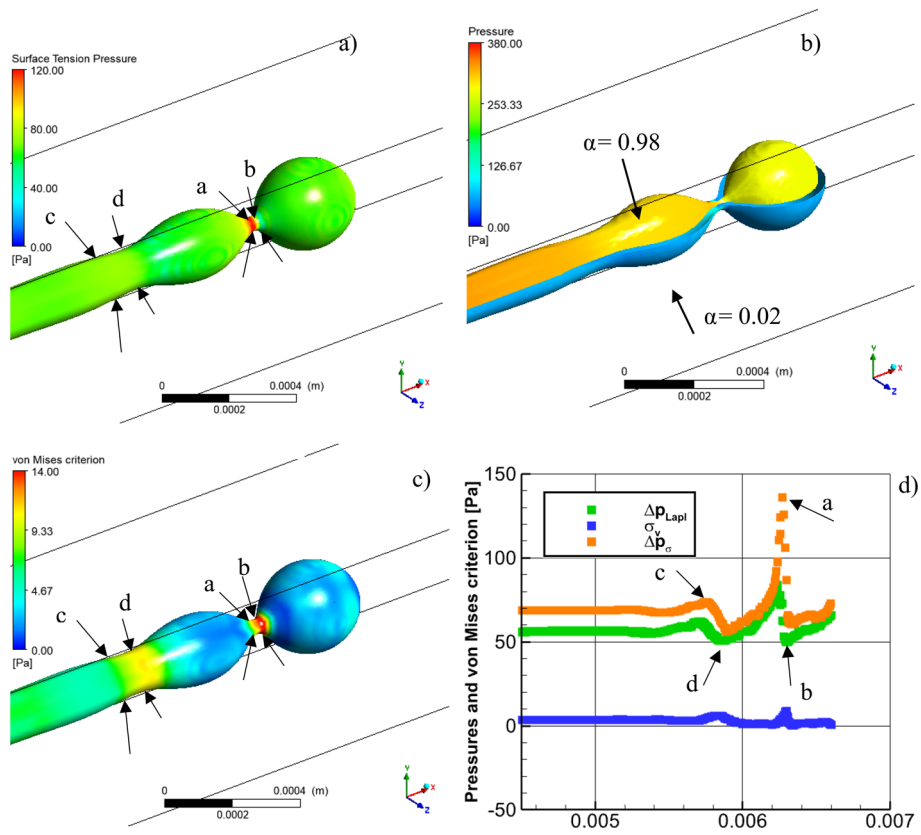 a)
Surface Tension Pressure
120.00
80.00
40.00
0.00
[Pa]
a
b
c
d
0
0.0004 (m)
0.0002
Y
X
Z
b)
Pressure
380.00
253.33
126.67
0.00
[Pa]
α= 0.98
α= 0.02
0
0.0004 (m)
0.0002
Y
X
Z
c)
von Mises criterion
14.00
9.33
4.67
0.00
[Pa]
a
b
c
d
0
0.0004 (m)
0.0002
Y
X
Z
d)
Pressures and von Mises criterion [Pa]
150
100
50
0
-50
0.005
0.006
0.007
Δp_Lapl
σ_v
Δp_σ
a
c
d
b